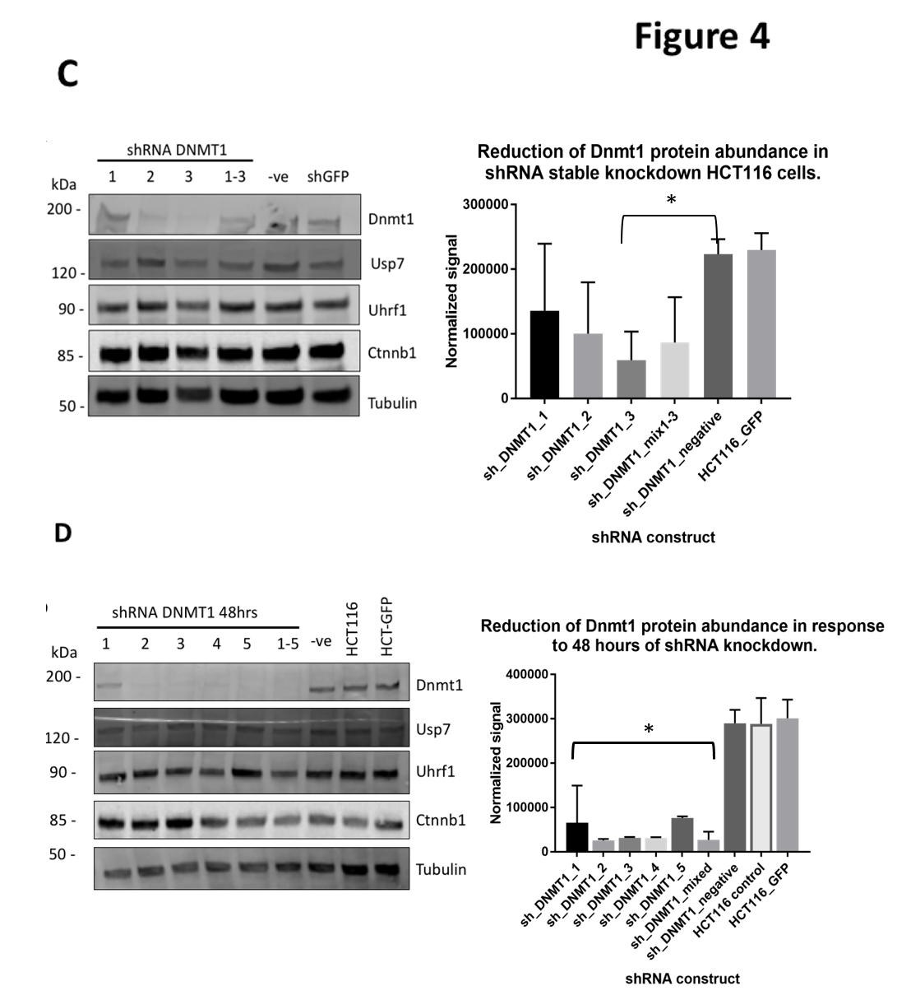 Figure 4
C
shRNA DNMT1
kDa 1 2 3 1-3 -ve shGFP
200 - Dnmt1
120 - Usp7
90 - Uhrf1
85 - Ctnnb1
50 - Tubulin
Reduction of Dnmt1 protein abundance in
shRNA stable knockdown HCT116 cells.
*
Normalized signal
300000
200000
100000
0
sh_DNMT1_1
sh_DNMT1_2
sh_DNMT1_3
sh_DNMT1_mix1-3
sh_DNMT1_negative
HCT116_GFP
shRNA construct
D
shRNA DNMT1 48hrs
kDa 1 2 3 4 5 1-5 -ve HCT116 HCT-GFP
200 - Dnmt1
120 - Usp7
90 - Uhrf1
85 - Ctnnb1
50 - Tubulin
Reduction of Dnmt1 protein abundance in response
to 48 hours of shRNA knockdown.
*
Normalized signal
400000
300000
200000
100000
0
sh_DNMT1_1
sh_DNMT1_2
sh_DNMT1_3
sh_DNMT1_4
sh_DNMT1_5
sh_DNMT1_mixed
sh_DNMT1_negative
HCT116 control
HCT116_GFP
shRNA construct